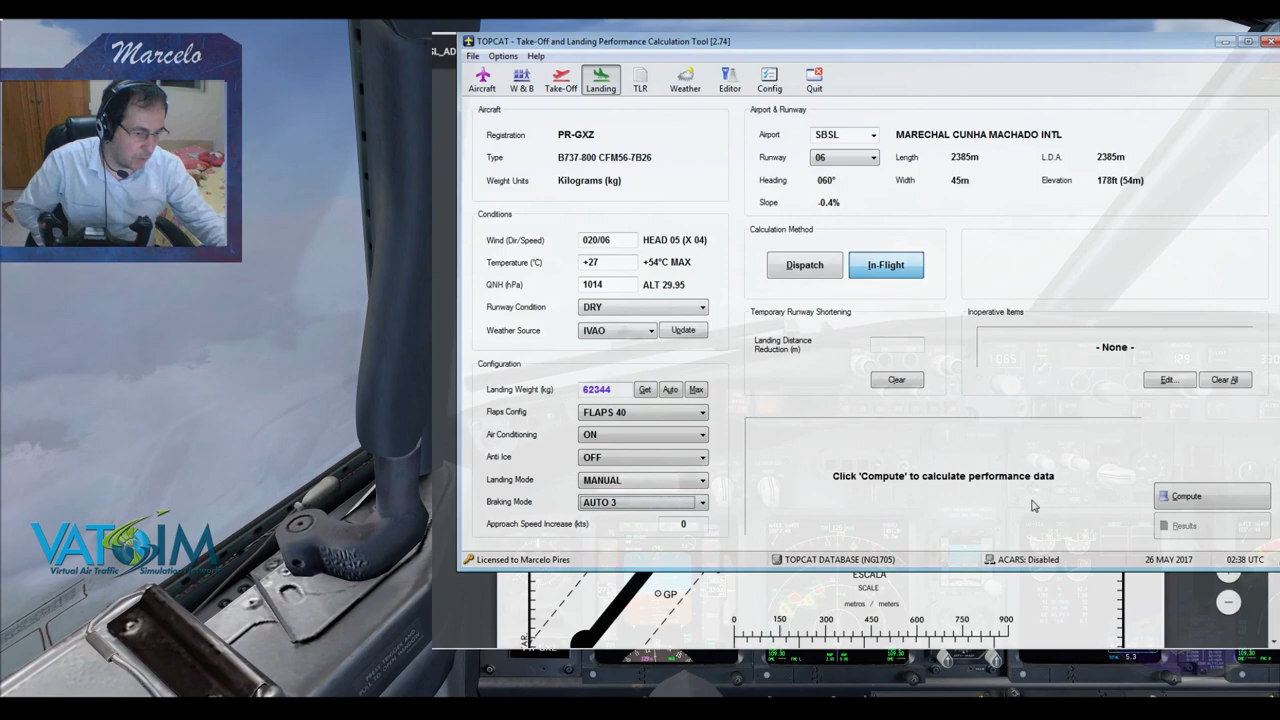 Marcelo
TOPCAT - Take-Off and Landing Performance Calculation Tool [2.74]
File Options Help
Aircraft W & B Take-Off Landing TLR Weather Editor Config Quit
Aircraft
Registration PR-GXZ
Type B737-800 CFM56-7B26
Weight Units Kilograms (kg)
Conditions
Wind (Dir/Speed) 020/06 HEAD 05 (X 04)
Temperature (°C) +27 +54°C MAX
QNH (hPa) 1014 ALT 29.95
Runway Condition DRY
Weather Source IVAO Update
Configuration
Landing Weight (kg) 62344 Get Auto Max
Flaps Config FLAPS 40
Air Conditioning ON
Anti Ice OFF
Landing Mode MANUAL
Braking Mode AUTO 3
Approach Speed Increase (kts) 0
Airport & Runway
Airport SBSL MARECHAL CUNHA MACHADO INTL
Runway 06 Length 2385m L.D.A. 2385m
Heading 060° Width 45m Elevation 178ft (54m)
Slope -0.4%
Calculation Method
Dispatch In-Flight
Temporary Runway Shortening
Landing Distance
Reduction (m)
Clear
Inoperative Items
- None -
Edit... Clear All
Click 'Compute' to calculate performance data
Compute
Results
Licensed to Marcelo Pires TOPCAT DATABASE (NG1705) ACARS: Disabled 26 MAY 2017 02:38 UTC
GP
ESCALA
SCALE
metros / meters
0 150 300 450 600 750 900
VATSIM
Virtual Air Traffic Simulation Network